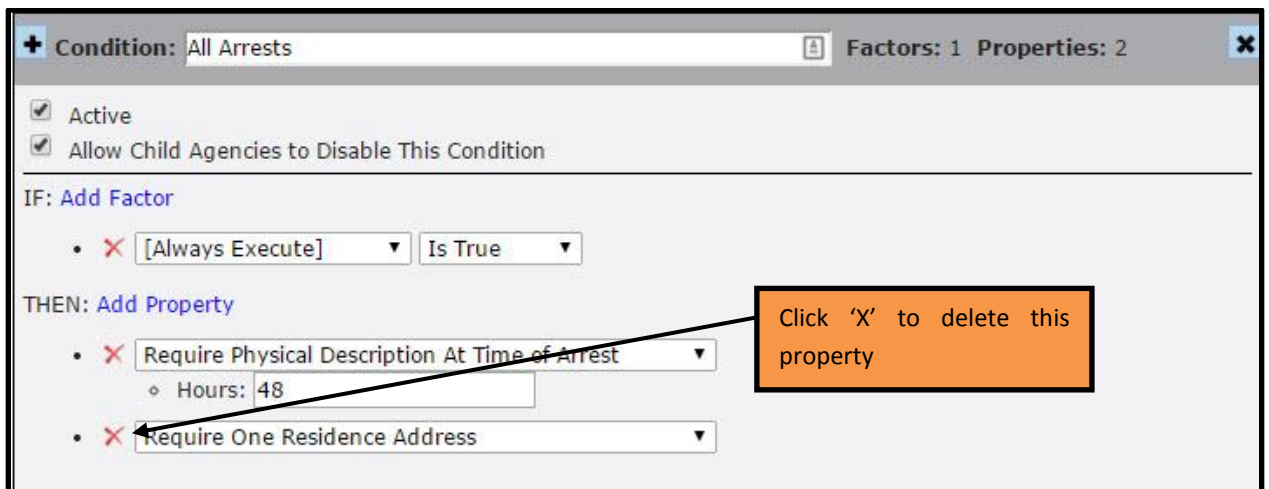 Condition: All Arrests Factors: 1 Properties: 2
Active
Allow Child Agencies to Disable This Condition
IF: Add Factor
[Always Execute] Is True
THEN: Add Property
Click ‘X’ to delete this
property
Require Physical Description At Time of Arrest
Hours: 48
Require One Residence Address